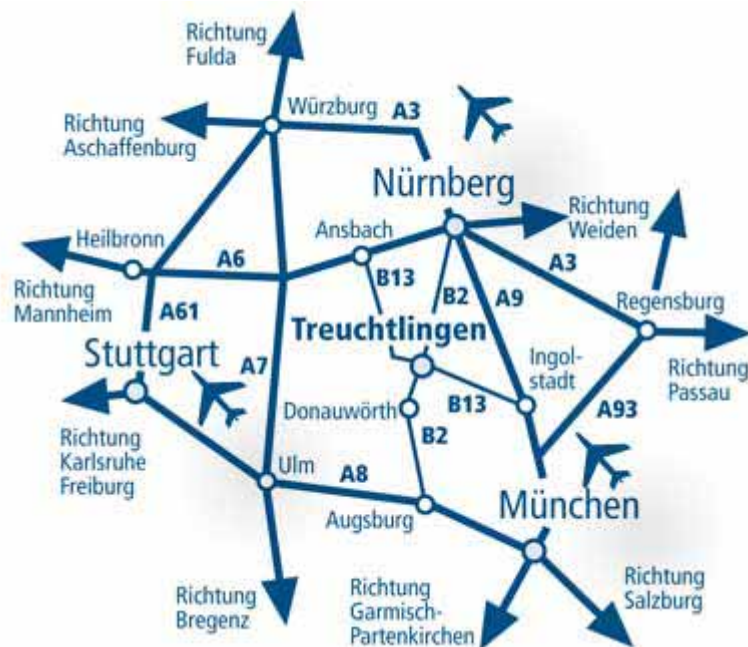 Richtung
Fulda
Würzburg
A3
Richtung
Aschaffenburg
Nürnberg
Richtung
Weiden
Ansbach
Heilbronn
A6
B13
B2
A9
A3
Richtung
Mannheim
A61
Regensburg
Treuchtlingen
Stuttgart
A7
Ingol-
stadt
Richtung
Passau
B13
A93
Donauwörth
B2
Richtung
Karlsruhe
Freiburg
Ulm
A8
Augsburg
München
Richtung
Bregenz
Richtung
Garmisch-
Partenkirchen
Richtung
Salzburg